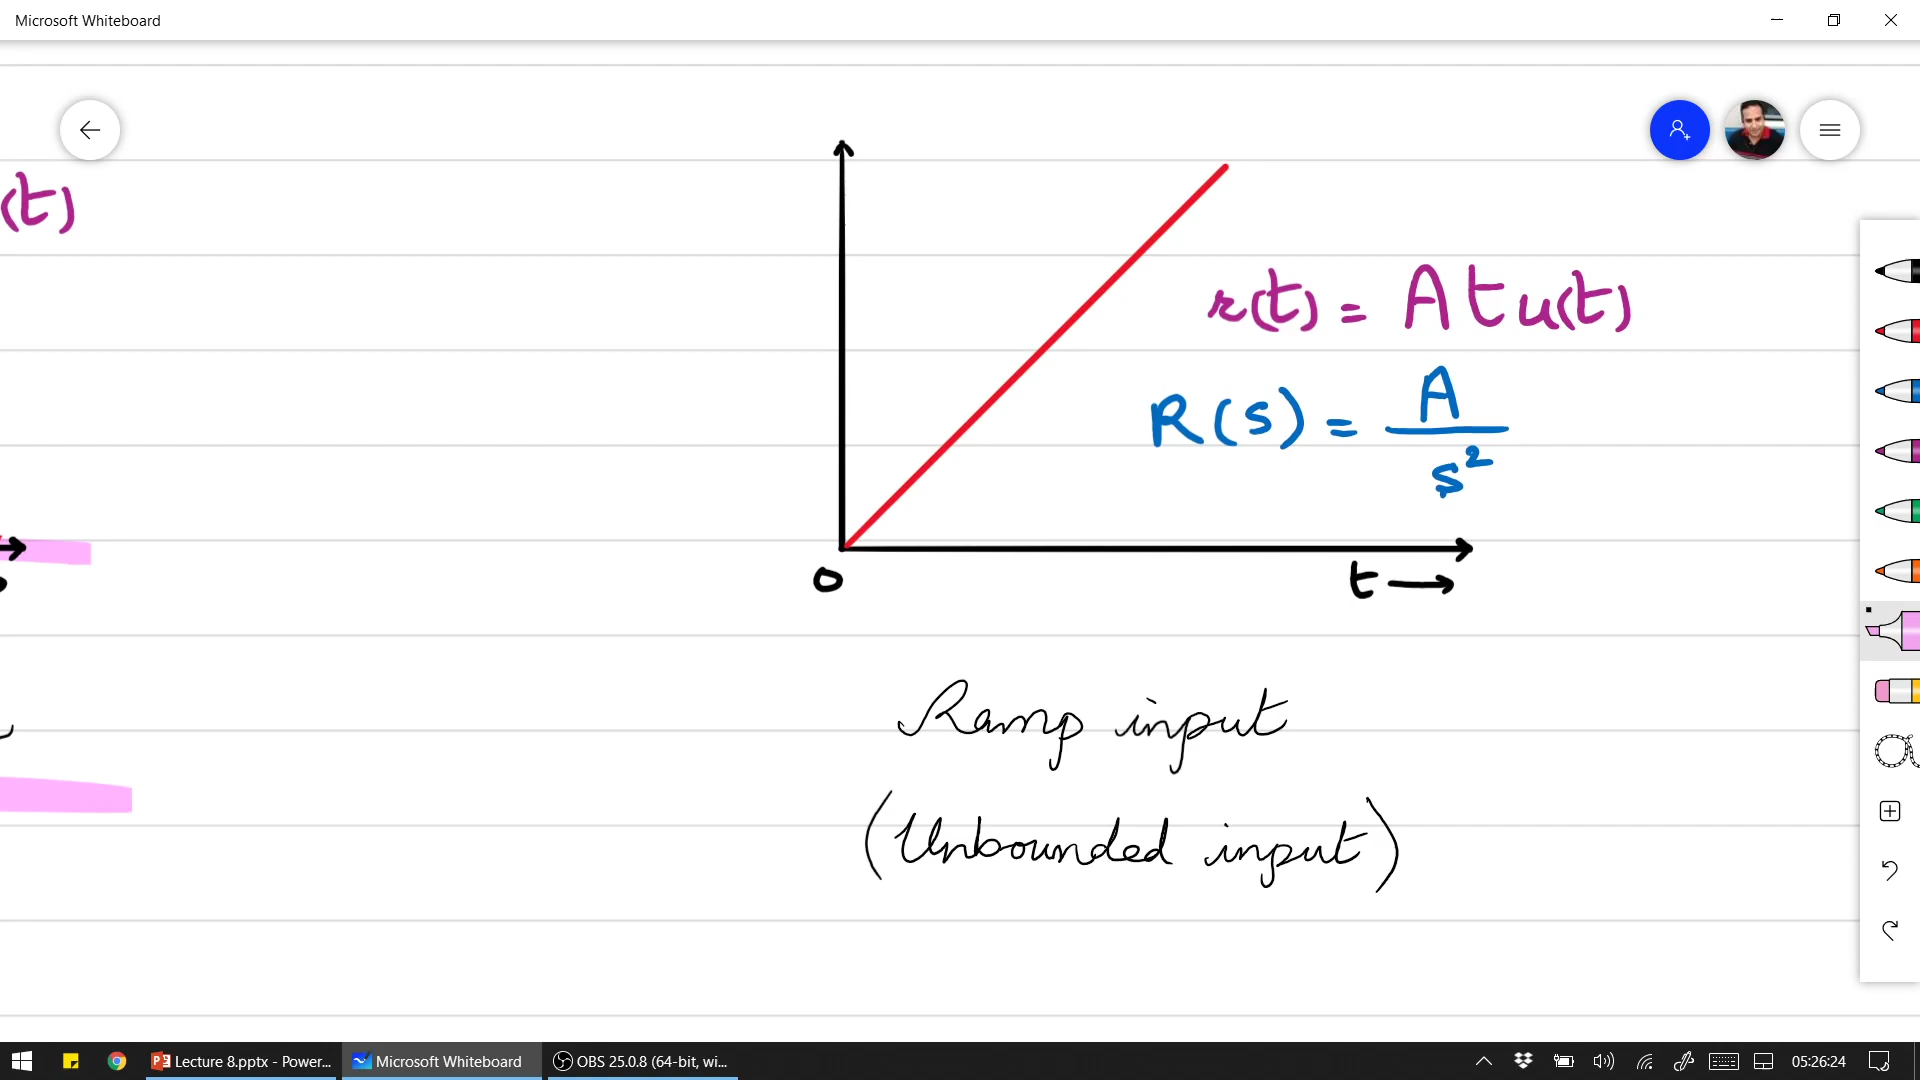 Microsoft Whiteboard
(t)
r(t) = A t u(t)
R(s) = A / s²
0
t →
Ramp input
(Unbounded input)
Lecture 8.pptx - Power...
Microsoft Whiteboard
OBS 25.0.8 (64-bit, wi...
05:26:24